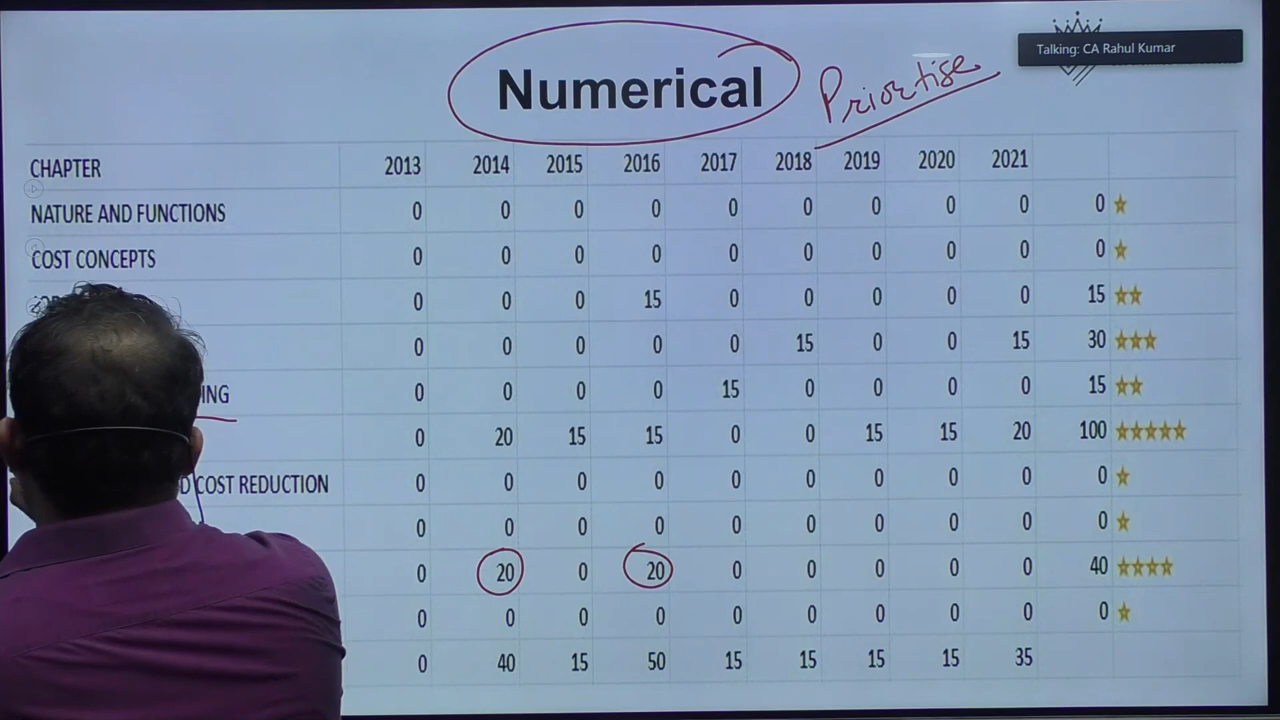 Numerical
Prioritise
Talking: CA Rahul Kumar
CHAPTER 2013 2014 2015 2016 2017 2018 2019 2020 2021
NATURE AND FUNCTIONS 0 0 0 0 0 0 0 0 0 0
COST CONCEPTS 0 0 0 0 0 0 0 0 0 0
0 0 0 15 0 0 0 0 0 15
0 0 0 0 0 15 0 0 15 30
ING 0 0 0 0 15 0 0 0 0 15
0 20 15 15 0 0 15 15 20 100
D COST REDUCTION 0 0 0 0 0 0 0 0 0 0
0 0 0 0 0 0 0 0 0 0
0 20 0 20 0 0 0 0 0 40
0 0 0 0 0 0 0 0 0 0
0 40 15 50 15 15 15 15 35